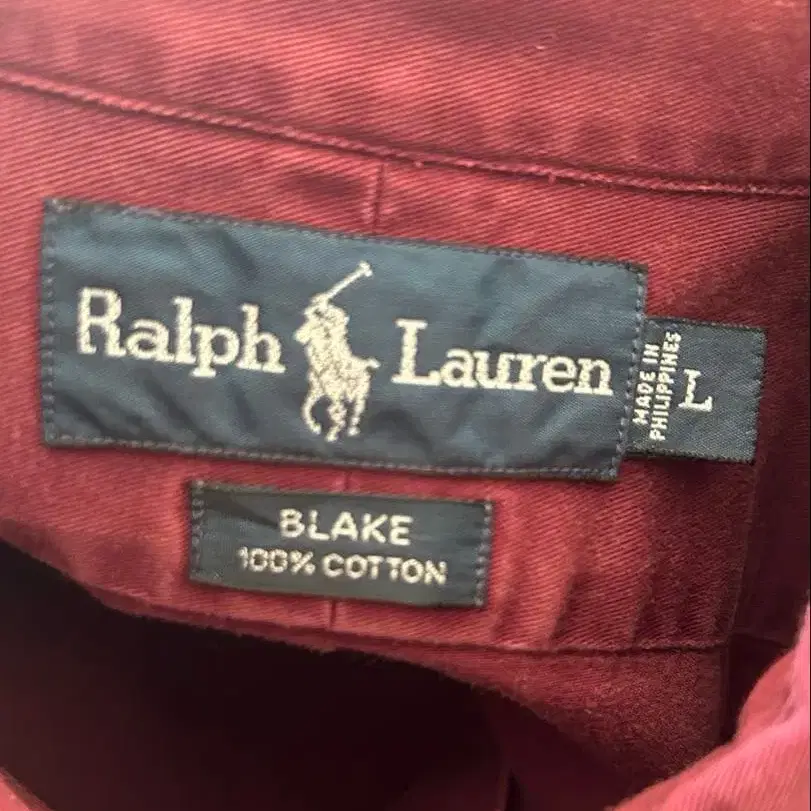 Ralph Lauren
MADE IN
PHILIPPINES
L
BLAKE
100% COTTON